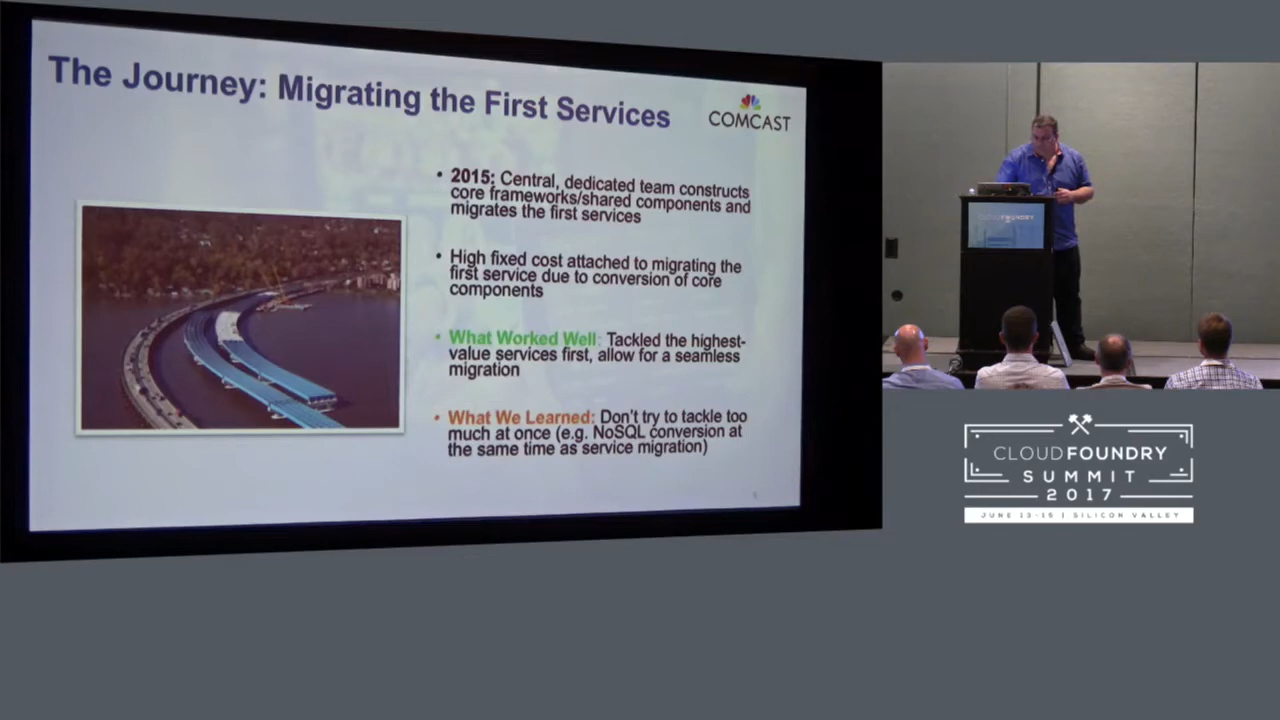 The Journey: Migrating the First Services
COMCAST
• 2015: Central, dedicated team constructs
core frameworks/shared components and
migrates the first services
• High fixed cost attached to migrating the
first service due to conversion of core
components
• What Worked Well: Tackled the highest-
value services first, allow for a seamless
migration
• What We Learned: Don't try to tackle too
much at once (e.g. NoSQL conversion at
the same time as service migration)
CLOUDFOUNDRY
CLOUDFOUNDRY
SUMMIT
2017
JUNE 13-15 | SILICON VALLEY